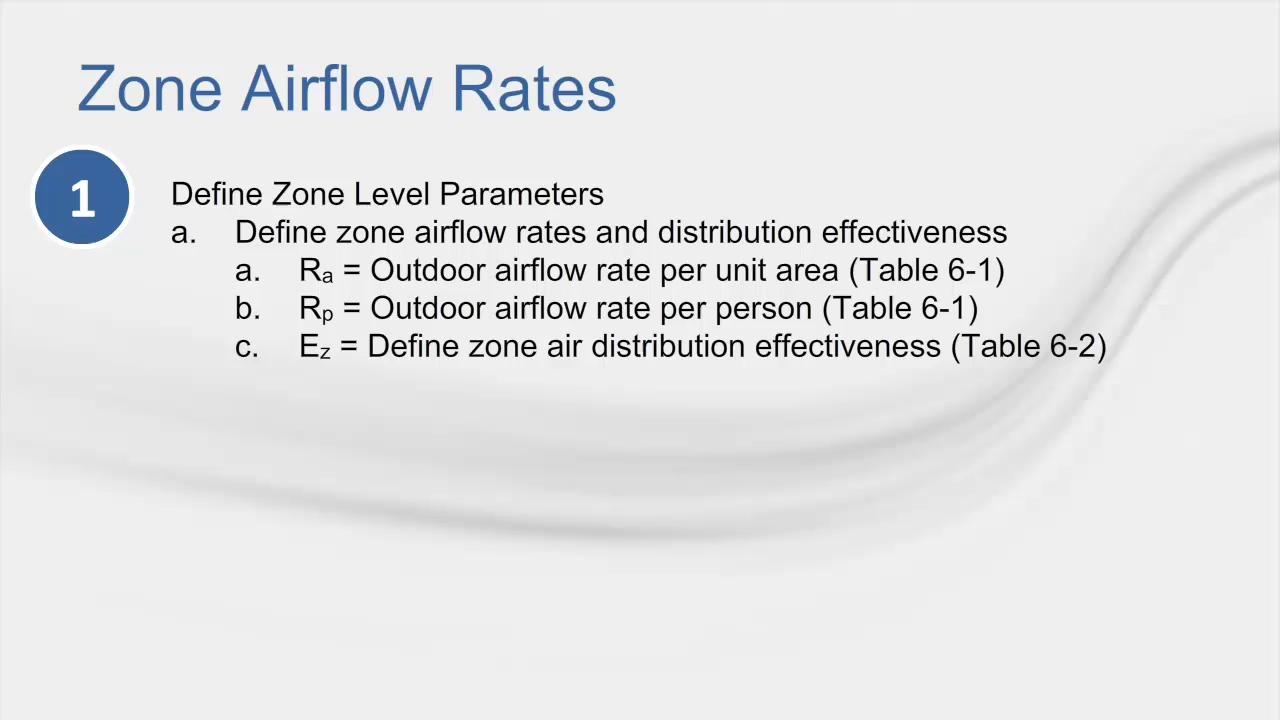 Zone Airflow Rates
1
Define Zone Level Parameters
a. Define zone airflow rates and distribution effectiveness
a. Ra = Outdoor airflow rate per unit area (Table 6-1)
b. Rp = Outdoor airflow rate per person (Table 6-1)
c. Ez = Define zone air distribution effectiveness (Table 6-2)